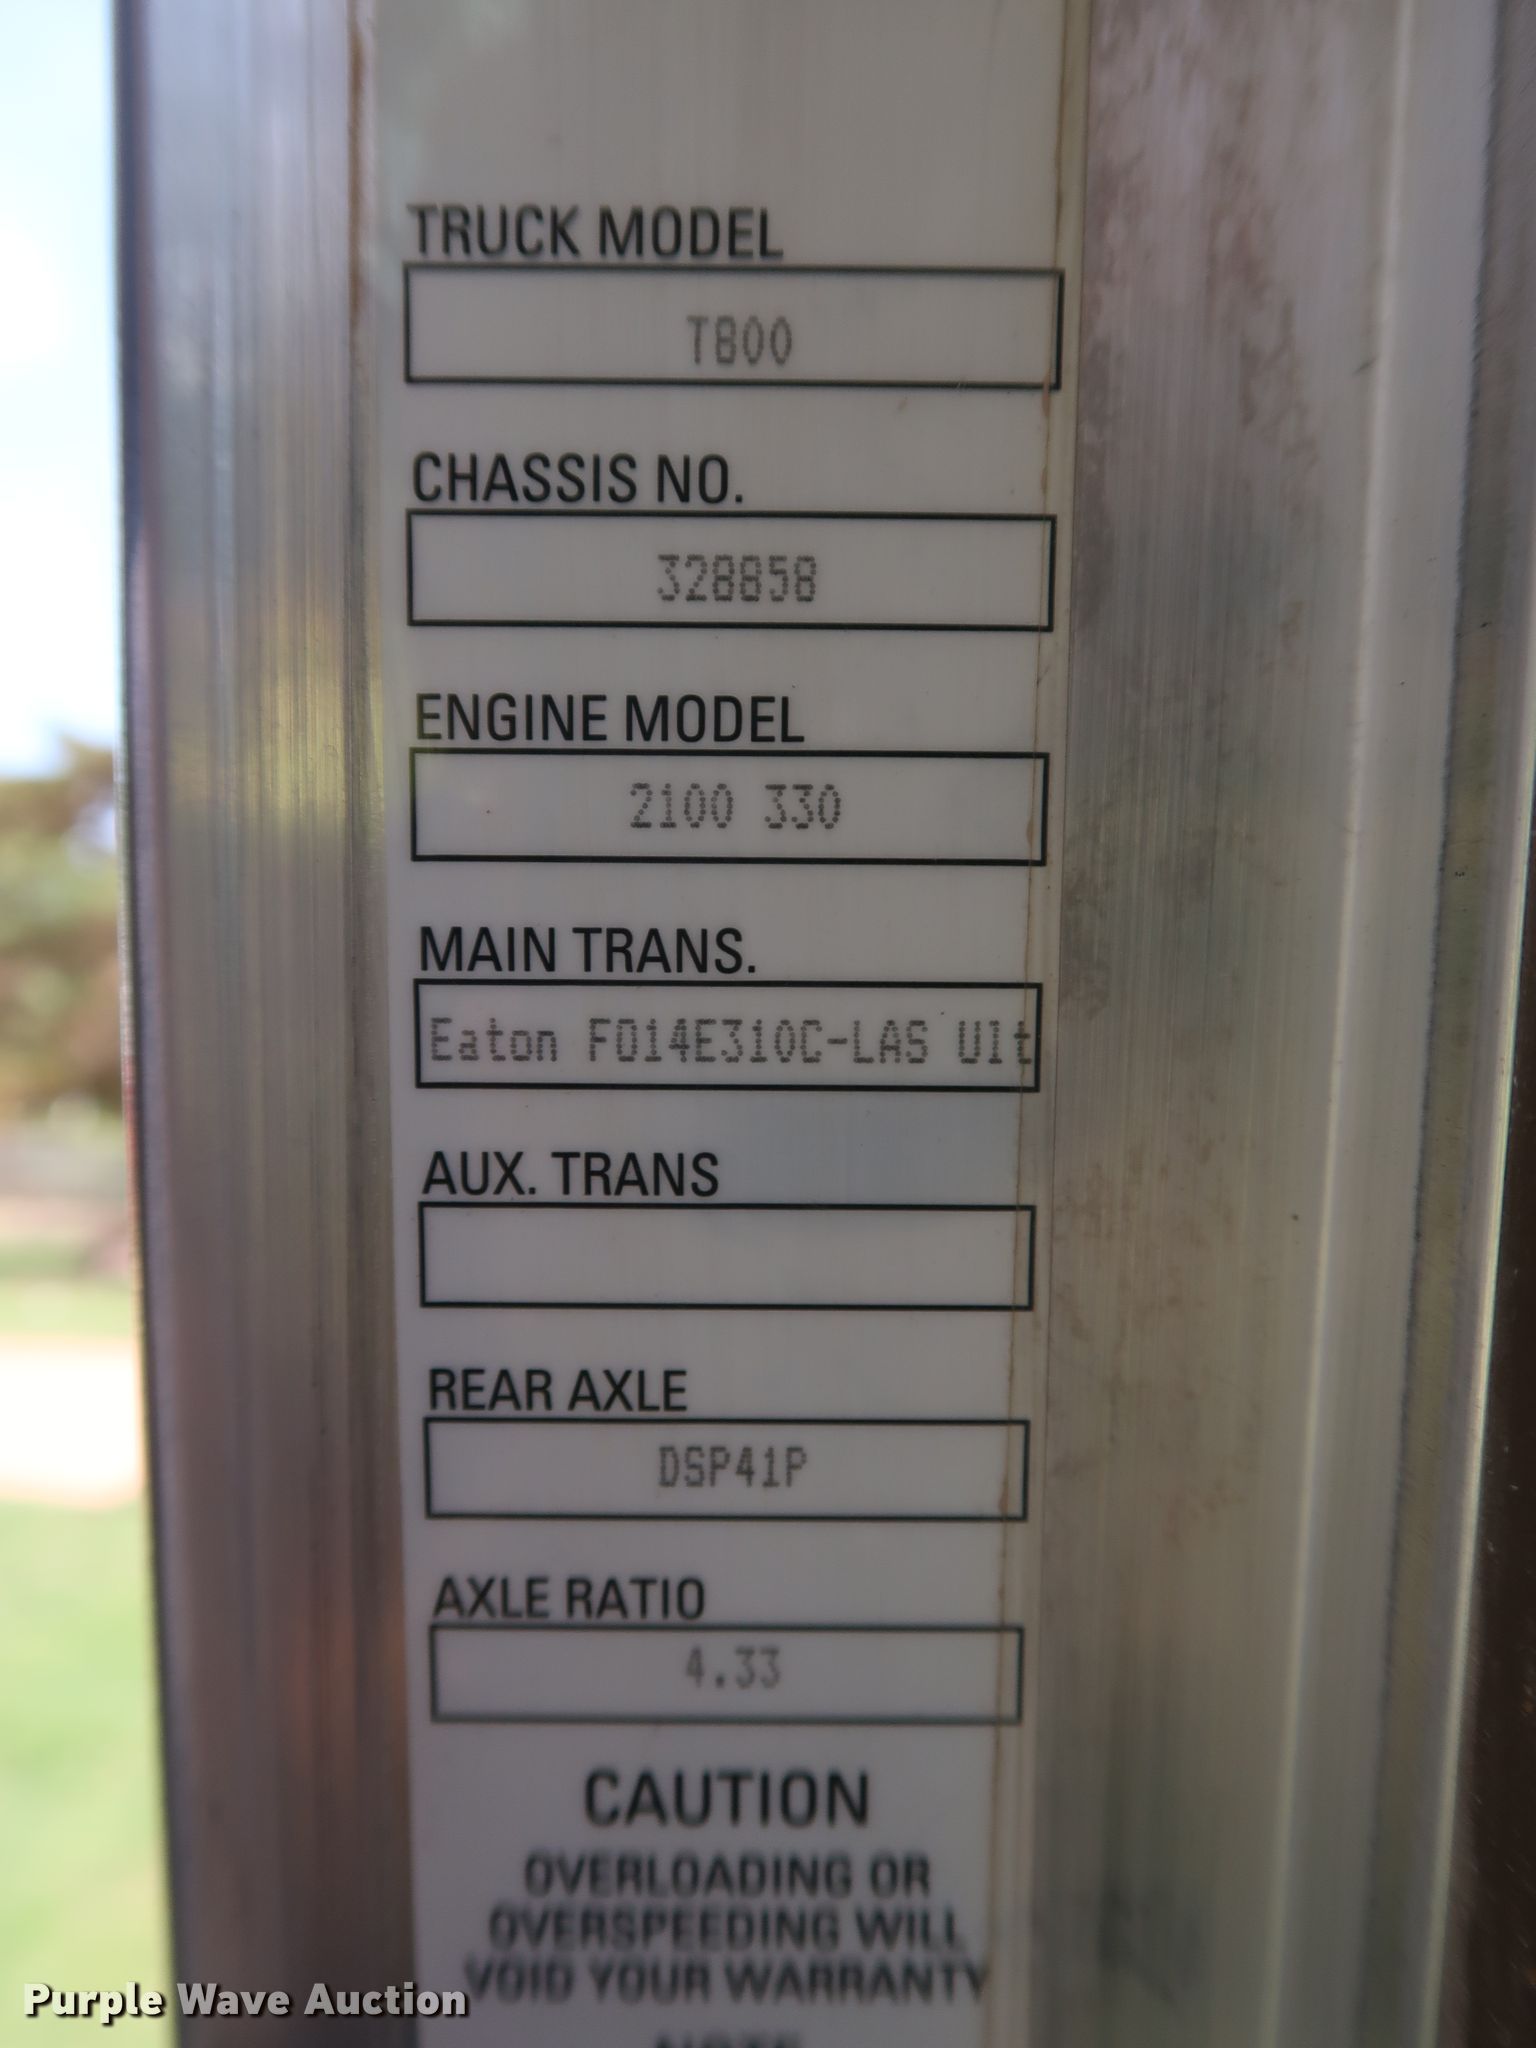 TRUCK MODEL
T800
CHASSIS NO.
328858
ENGINE MODEL
2100 330
MAIN TRANS.
Eaton FO14E310C-LAS Ult
AUX. TRANS
REAR AXLE
DSP41P
AXLE RATIO
4.33
CAUTION
OVERLOADING OR
OVERSPEEDING WILL
VOID YOUR WARRANTY
Purple Wave Auction